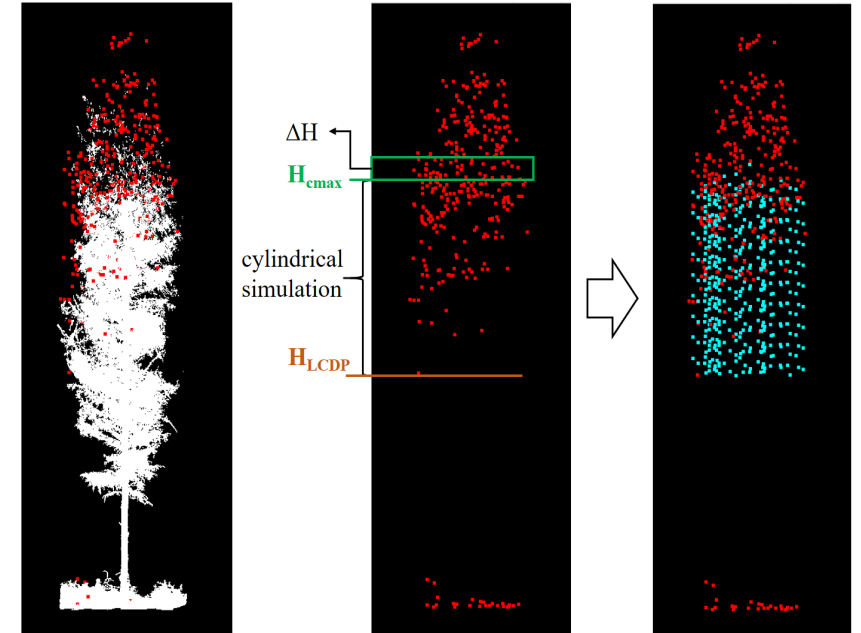 ΔH
Hcmax
cylindrical
simulation
HLCDP